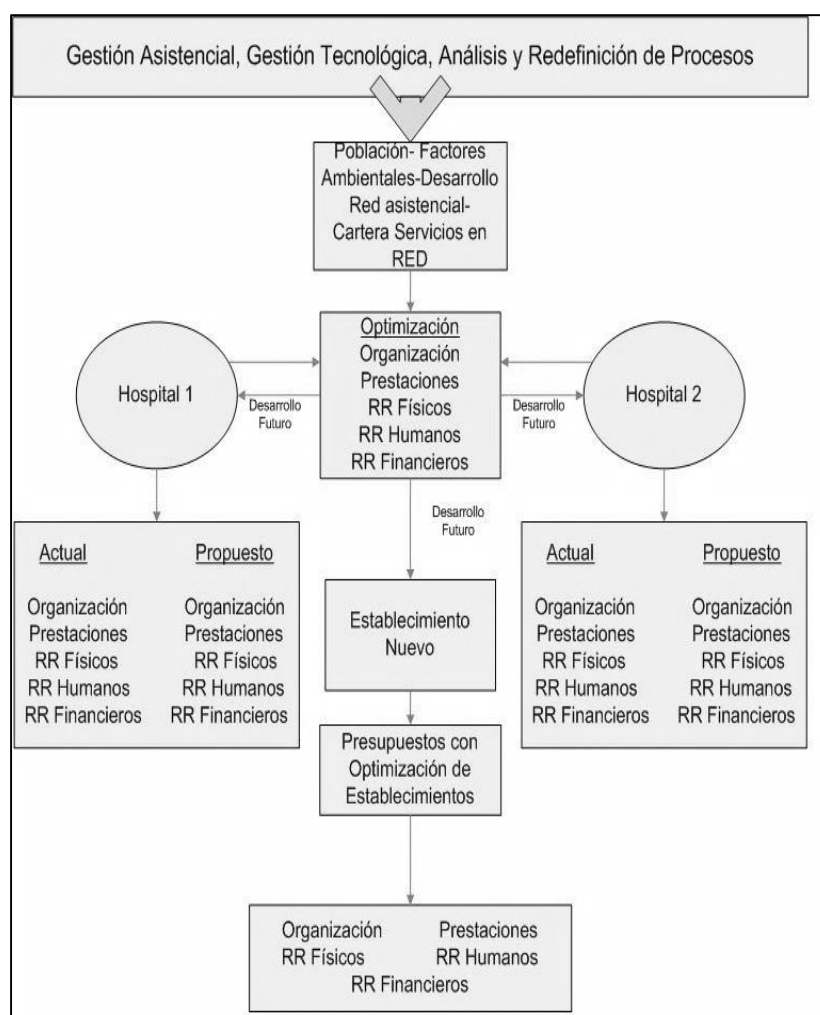 Gestión Asistencial, Gestión Tecnológica, Análisis y Redefinición de Procesos
Población- Factores
Ambientales-Desarrollo
Red asistencial-
Cartera Servicios en
RED
Optimización
Organización
Prestaciones
RR Físicos
RR Humanos
RR Financieros
Hospital 1
Desarrollo
Futuro
Desarrollo
Futuro
Hospital 2
Desarrollo
Futuro
Actual
Organización
Prestaciones
RR Físicos
RR Humanos
RR Financieros
Propuesto
Organización
Prestaciones
RR Físicos
RR Humanos
RR Financieros
Establecimiento
Nuevo
Actual
Organización
Prestaciones
RR Físicos
RR Humanos
RR Financieros
Propuesto
Organización
Prestaciones
RR Físicos
RR Humanos
RR Financieros
Presupuestos con
Optimización de
Establecimientos
Organización Prestaciones
RR Físicos RR Humanos
RR Financieros